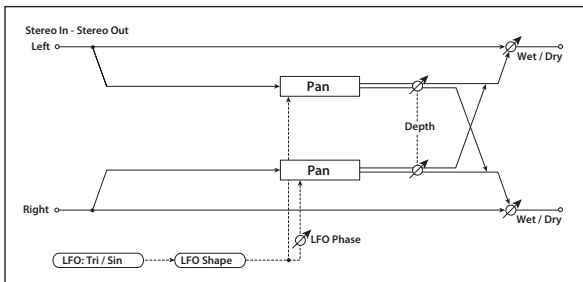 Stereo In - Stereo Out
Left
Wet / Dry
Pan
Depth
Pan
Right
Wet / Dry
LFO Phase
LFO: Tri / Sin
LFO Shape